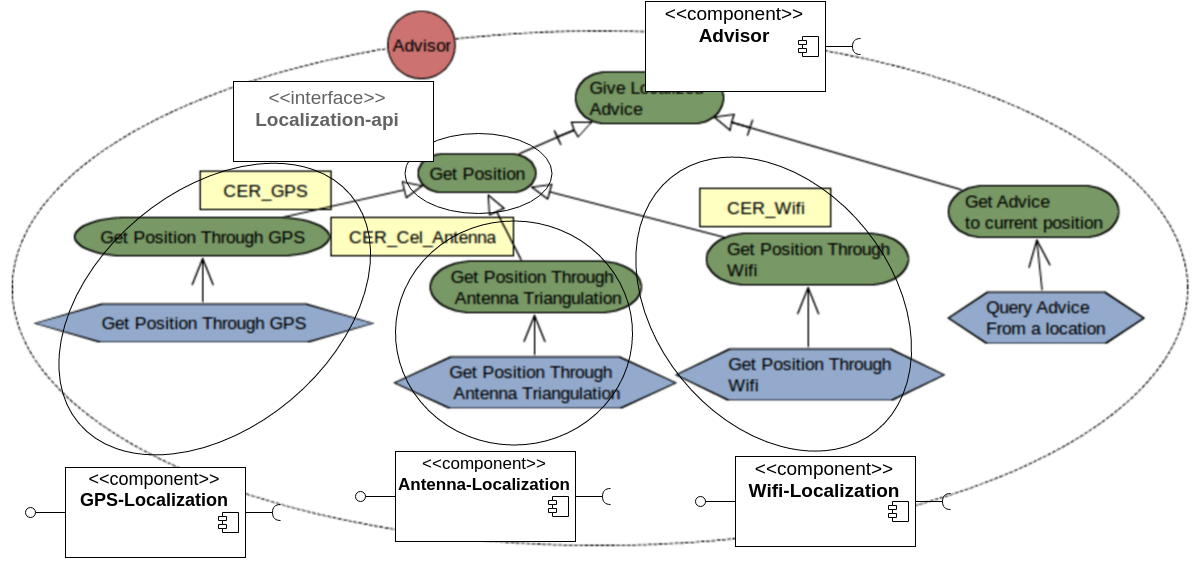 <<component>>
Advisor
Advisor
<<interface>>
Localization-api
Give Localized
Advice
Get Position
CER_GPS
CER_Wifi
Get Advice
to current position
Get Position Through GPS
CER_Cel_Antenna
Get Position Through
Wifi
Get Position Through
Antenna Triangulation
Get Position Through GPS
Query Advice
From a location
Get Position Through
Antenna Triangulation
Get Position Through
Wifi
<<component>>
GPS-Localization
<<component>>
Antenna-Localization
<<component>>
Wifi-Localization